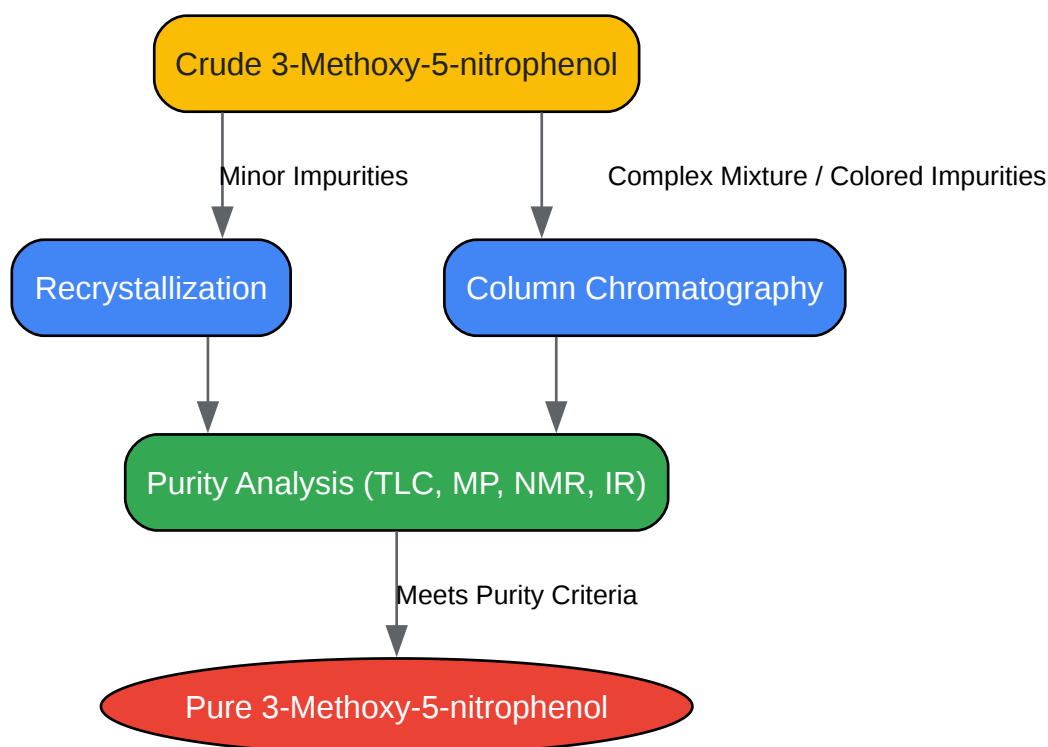 Crude 3-Methoxy-5-nitrophenol
Minor Impurities
Complex Mixture / Colored Impurities
Recrystallization
Column Chromatography
Purity Analysis (TLC, MP, NMR, IR)
Meets Purity Criteria
Pure 3-Methoxy-5-nitrophenol